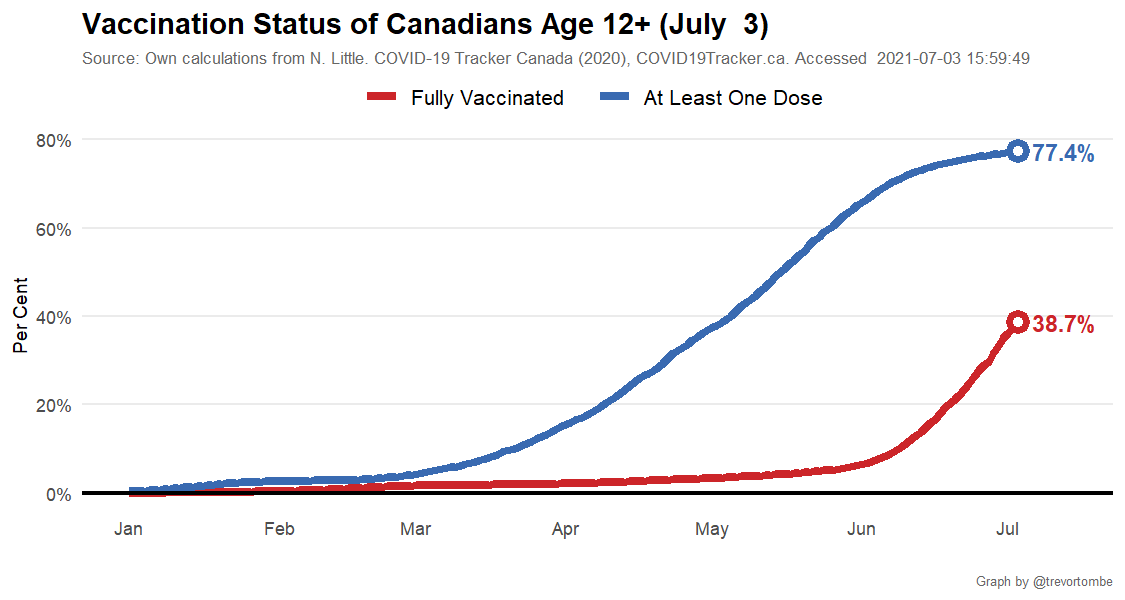 Vaccination Status of Canadians Age 12+ (July  3)
Source: Own calculations from N. Little. COVID-19 Tracker Canada (2020), COVID19Tracker.ca. Accessed  2021-07-03 15:59:49
Fully Vaccinated At Least One Dose
80%
77.4%
60%
Per Cent
40%
38.7%
20%
0%
Jan Feb Mar Apr May Jun Jul
Graph by @trevortombe